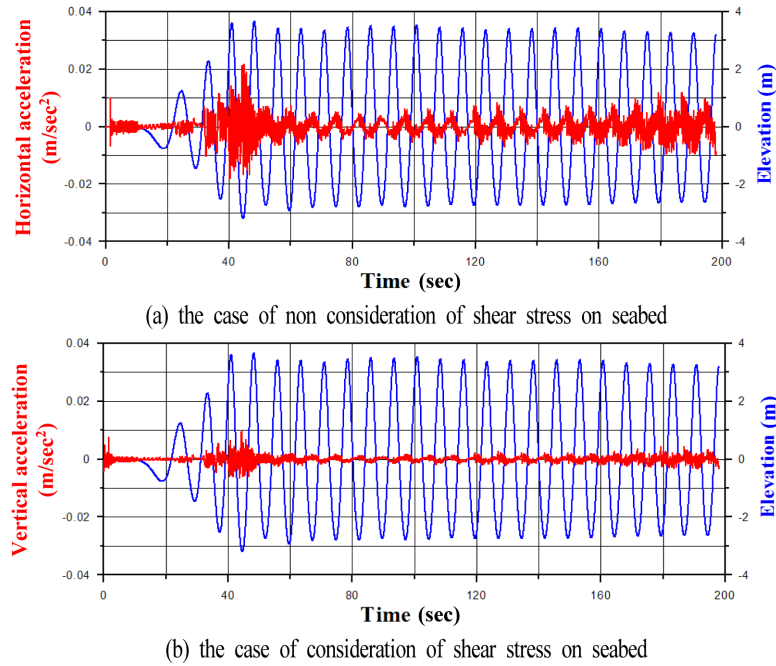 0.04
0.02
0
-0.02
-0.04
Horizontal acceleration
(m/sec²)
4
2
0
-2
-4
Elevation (m)
0 40 80 120 160 200
Time (sec)
(a) the case of non consideration of shear stress on seabed
0.04
0.02
0
-0.02
-0.04
Vertical acceleration
(m/sec²)
4
2
0
-2
-4
Elevation (m)
0 40 80 120 160 200
Time (sec)
(b) the case of consideration of shear stress on seabed